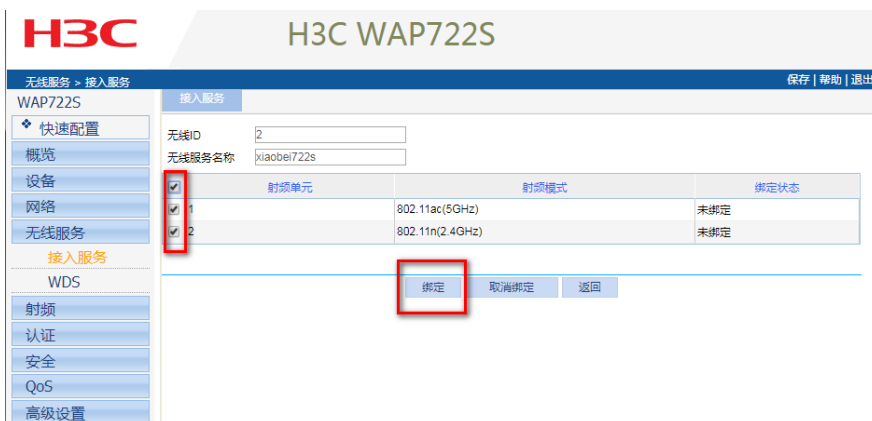 H3C
H3C WAP722S
无线服务 > 接入服务
保存 | 帮助 | 退出
WAP722S
快速配置
概览
设备
网络
无线服务
接入服务
WDS
射频
认证
安全
QoS
高级设置
接入服务
无线ID 2
无线服务名称 xiaobei722s
射频单元 射频模式 绑定状态
1 802.11ac(5GHz) 未绑定
2 802.11n(2.4GHz) 未绑定
绑定 取消绑定 返回